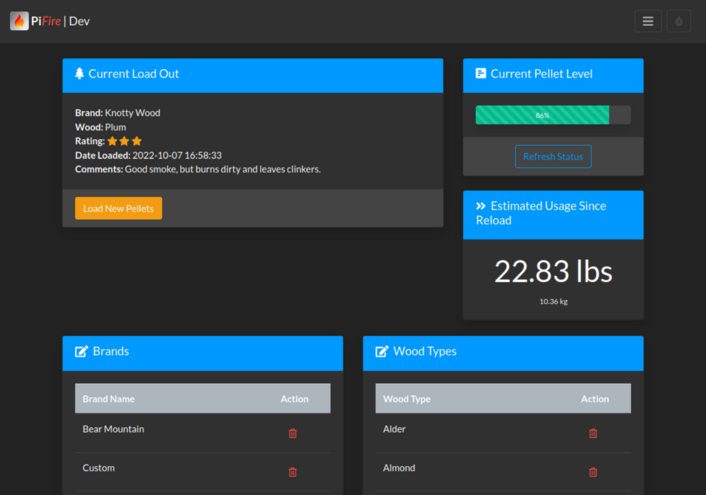 PiFire | Dev
Current Load Out
Brand: Knotty Wood
Wood: Plum
Rating:
Date Loaded: 2022-10-07 16:58:33
Comments: Good smoke, but burns dirty and leaves clinkers.
Load New Pellets
Current Pellet Level
86%
Refresh Status
Estimated Usage Since
Reload
22.83 lbs
10.36 kg
Brands
Brand Name Action
Bear Mountain
Custom
Wood Types
Wood Type Action
Alder
Almond